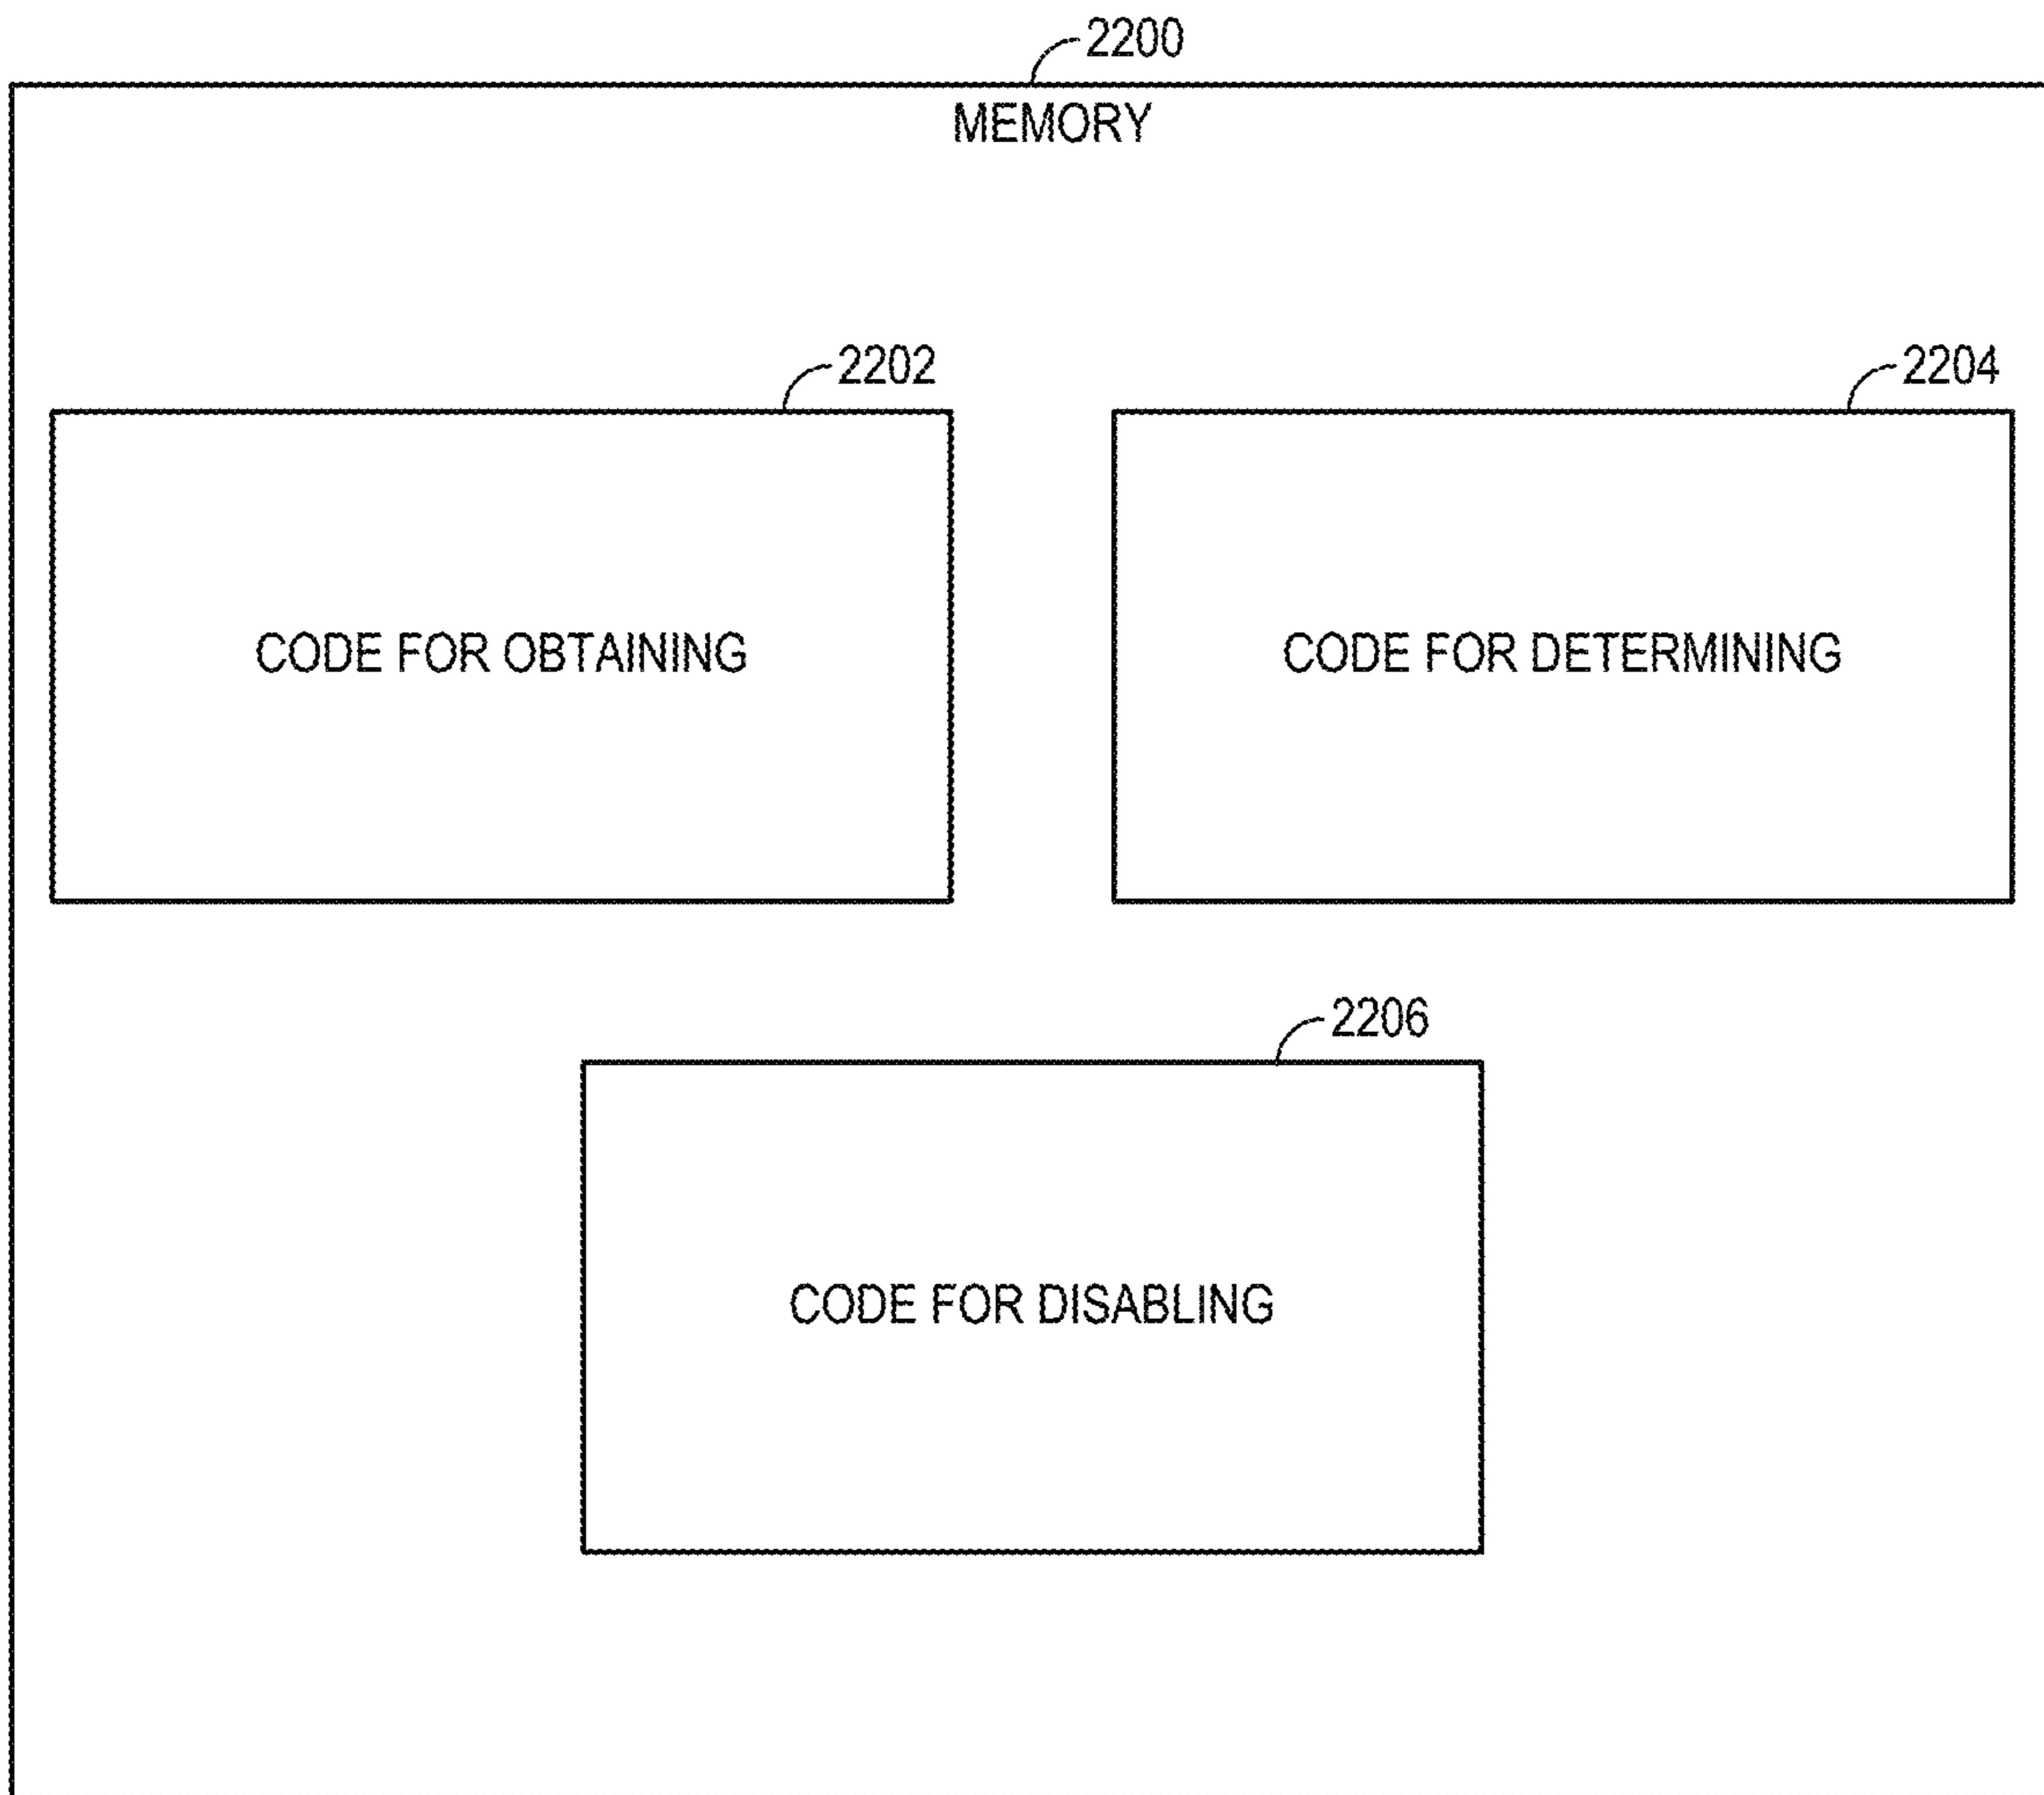 2200
MEMORY
2202
2204
CODE FOR OBTAINING
CODE FOR DETERMINING
2206
CODE FOR DISABLING